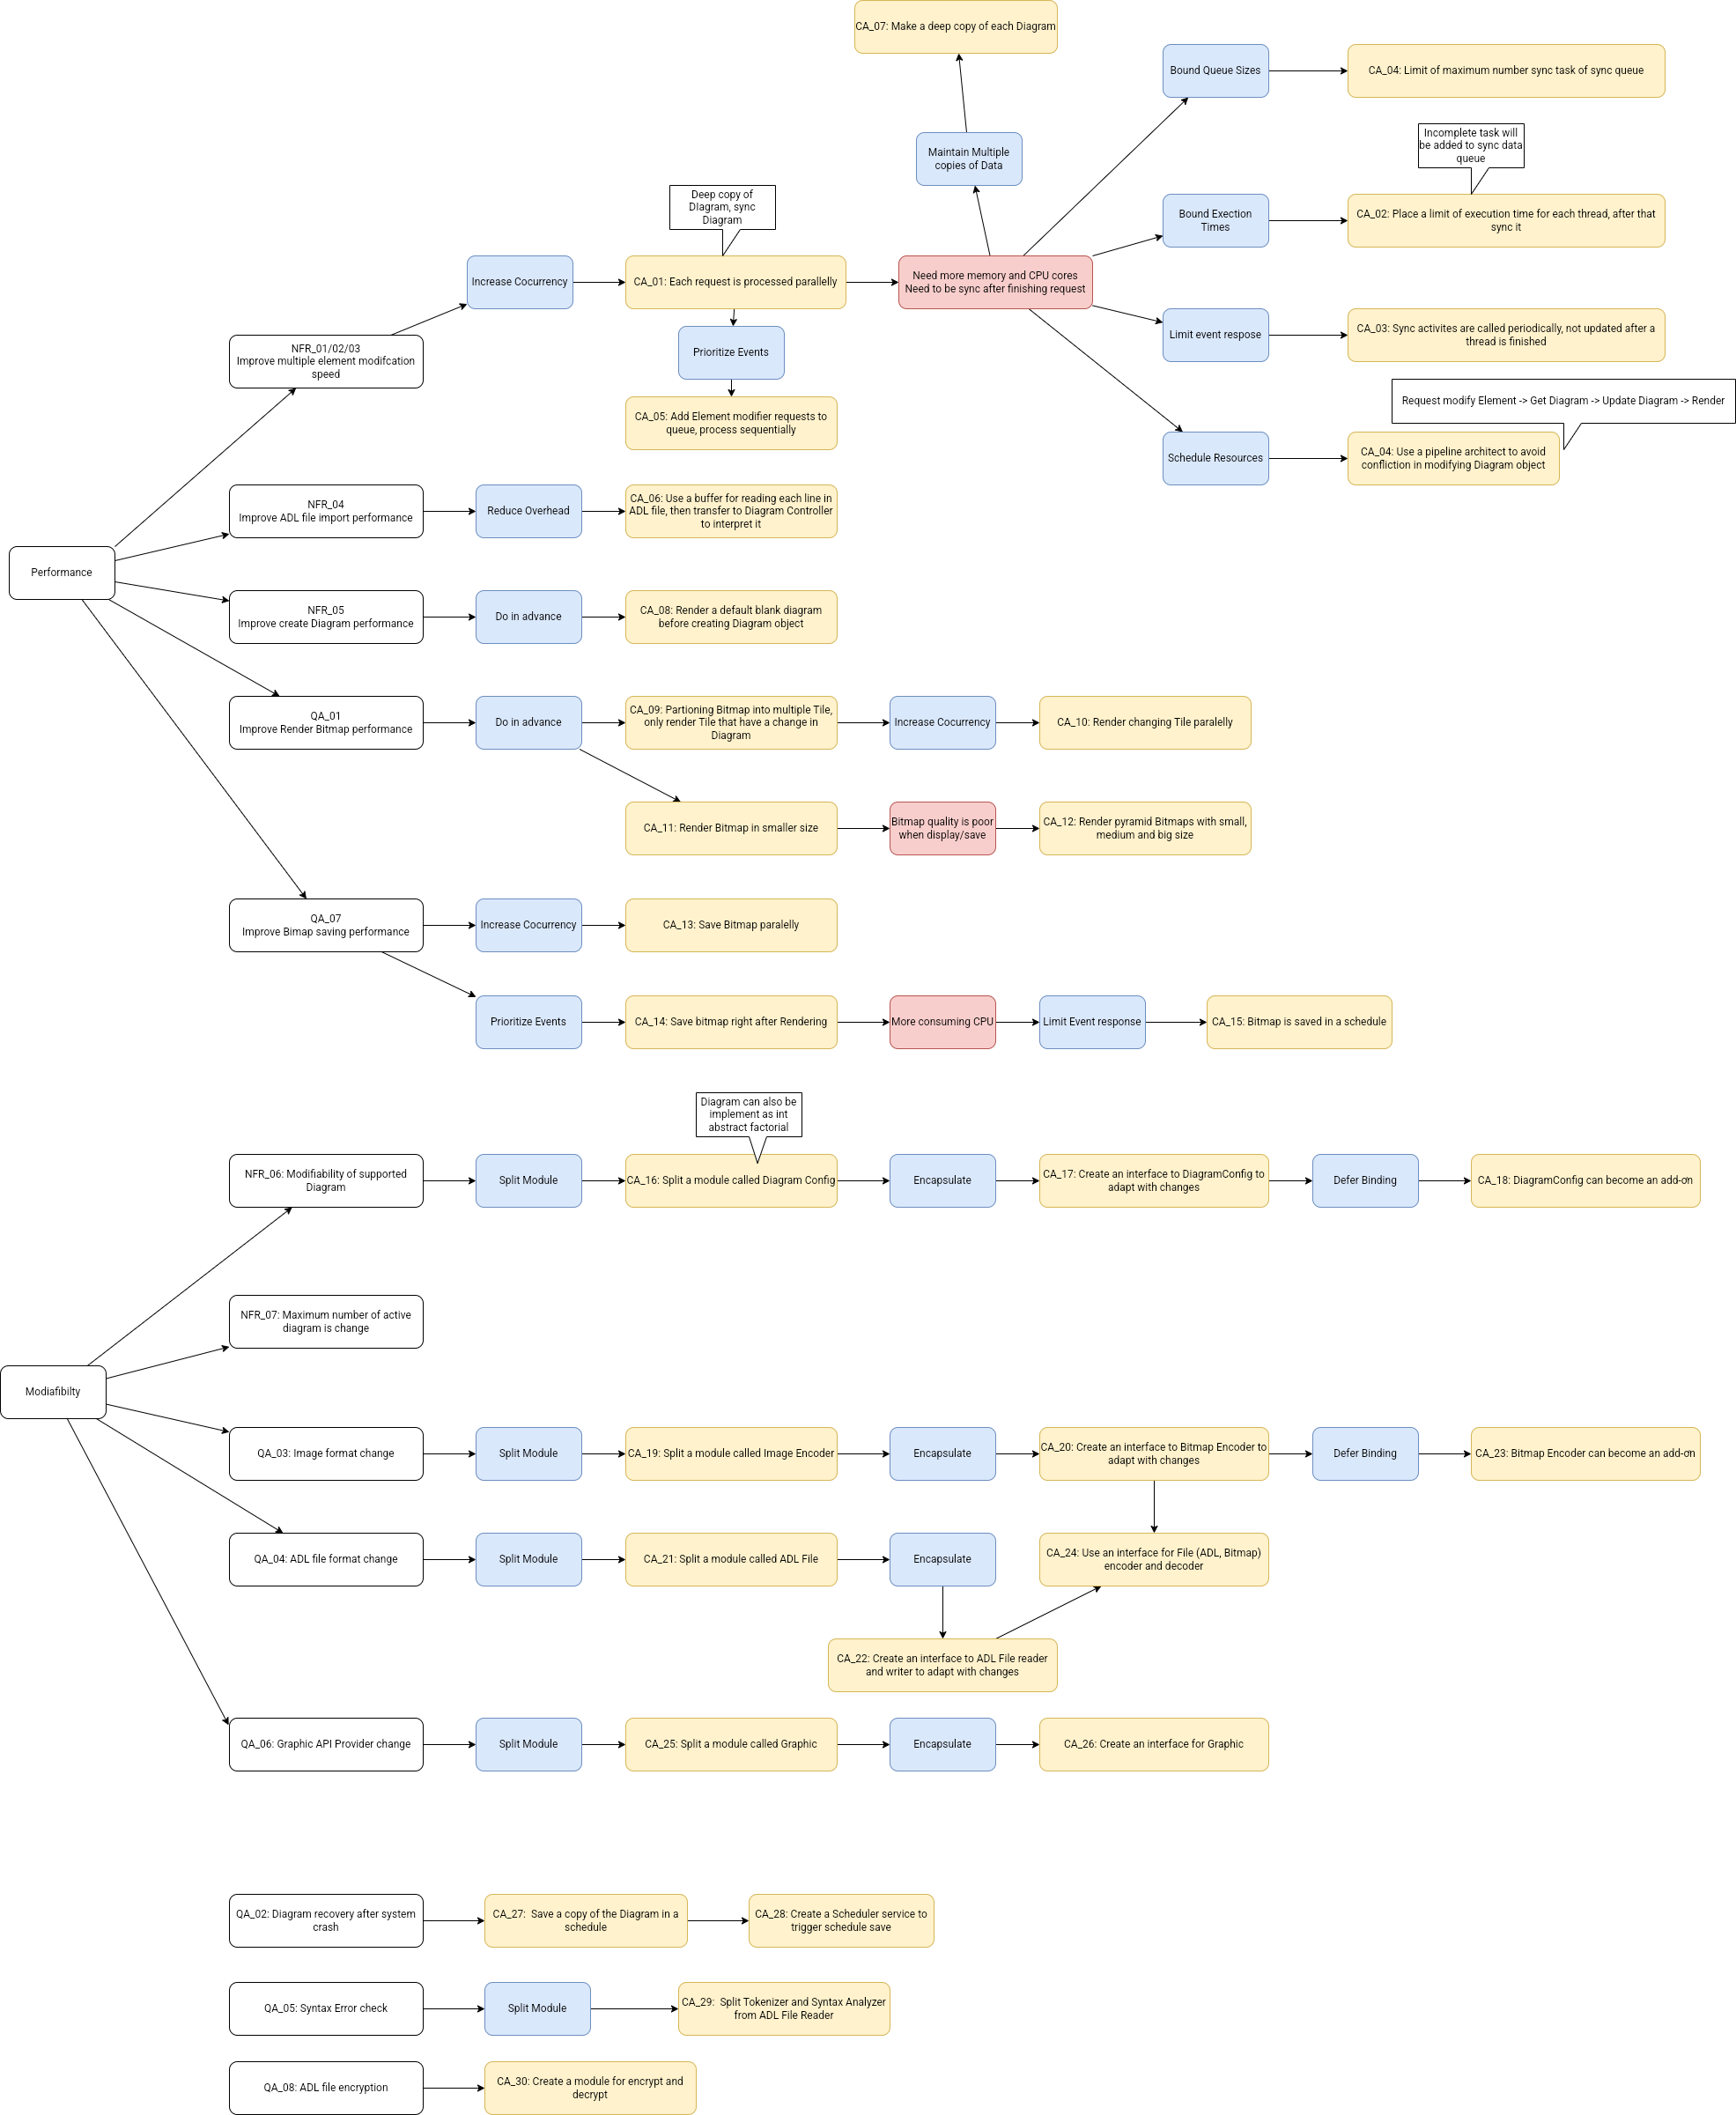 CA_07: Make a deep copy of each Diagram
Bound Queue Sizes
CA_04: Limit of maximum number sync task of sync queue
Incomplete task will
be added to sync data
queue
Maintain Multiple
copies of Data
Deep copy of
DIagram, sync
Diagram
Bound Exection
Times
CA_02: Place a limit of execution time for each thread, after that
sync it
Increase Cocurrency
CA_01: Each request is processed parallelly
Need more memory and CPU cores
Need to be sync after finishing request
Limit event respose
CA_03: Sync activites are called periodically, not updated after a
thread is finished
NFR_01/02/03
Improve multiple element modifcation
speed
Prioritize Events
Request modify Element -> Get Diagram -> Update Diagram -> Render
CA_05: Add Element modifier requests to
queue, process sequentially
Schedule Resources
CA_04: Use a pipeline architect to avoid
confliction in modifying Diagram object
NFR_04
Improve ADL file import performance
Reduce Overhead
CA_06: Use a buffer for reading each line in
ADL file, then transfer to Diagram Controller
to interpret it
Performance
NFR_05
Improve create Diagram performance
Do in advance
CA_08: Render a default blank diagram
before creating Diagram object
QA_01
Improve Render Bitmap performance
Do in advance
CA_09: Partioning Bitmap into multiple Tile,
only render Tile that have a change in
Diagram
Increase Cocurrency
CA_10: Render changing Tile paralelly
CA_11: Render Bitmap in smaller size
Bitmap quality is poor
when display/save
CA_12: Render pyramid Bitmaps with small,
medium and big size
QA_07
Improve Bimap saving performance
Increase Cocurrency
CA_13: Save Bitmap paralelly
Prioritize Events
CA_14: Save bitmap right after Rendering
More consuming CPU
Limit Event response
CA_15: Bitmap is saved in a schedule
Diagram can also be
implement as int
abstract factorial
NFR_06: Modifiability of supported
Diagram
Split Module
CA_16: Split a module called Diagram Config
Encapsulate
CA_17: Create an interface to DiagramConfig to
adapt with changes
Defer Binding
CA_18: DiagramConfig can become an add-ơn
NFR_07: Maximum number of active
diagram is change
Modiafibilty
QA_03: Image format change
Split Module
CA_19: Split a module called Image Encoder
Encapsulate
CA_20: Create an interface to Bitmap Encoder to
adapt with changes
Defer Binding
CA_23: Bitmap Encoder can become an add-ơn
QA_04: ADL file format change
Split Module
CA_21: Split a module called ADL File
Encapsulate
CA_24: Use an interface for File (ADL, Bitmap)
encoder and decoder
CA_22: Create an interface to ADL File reader
and writer to adapt with changes
QA_06: Graphic API Provider change
Split Module
CA_25: Split a module called Graphic
Encapsulate
CA_26: Create an interface for Graphic
QA_02: Diagram recovery after system
crash
CA_27: Save a copy of the Diagram in a
schedule
CA_28: Create a Scheduler service to
trigger schedule save
QA_05: Syntax Error check
Split Module
CA_29: Split Tokenizer and Syntax Analyzer
from ADL File Reader
QA_08: ADL file encryption
CA_30: Create a module for encrypt and
decrypt